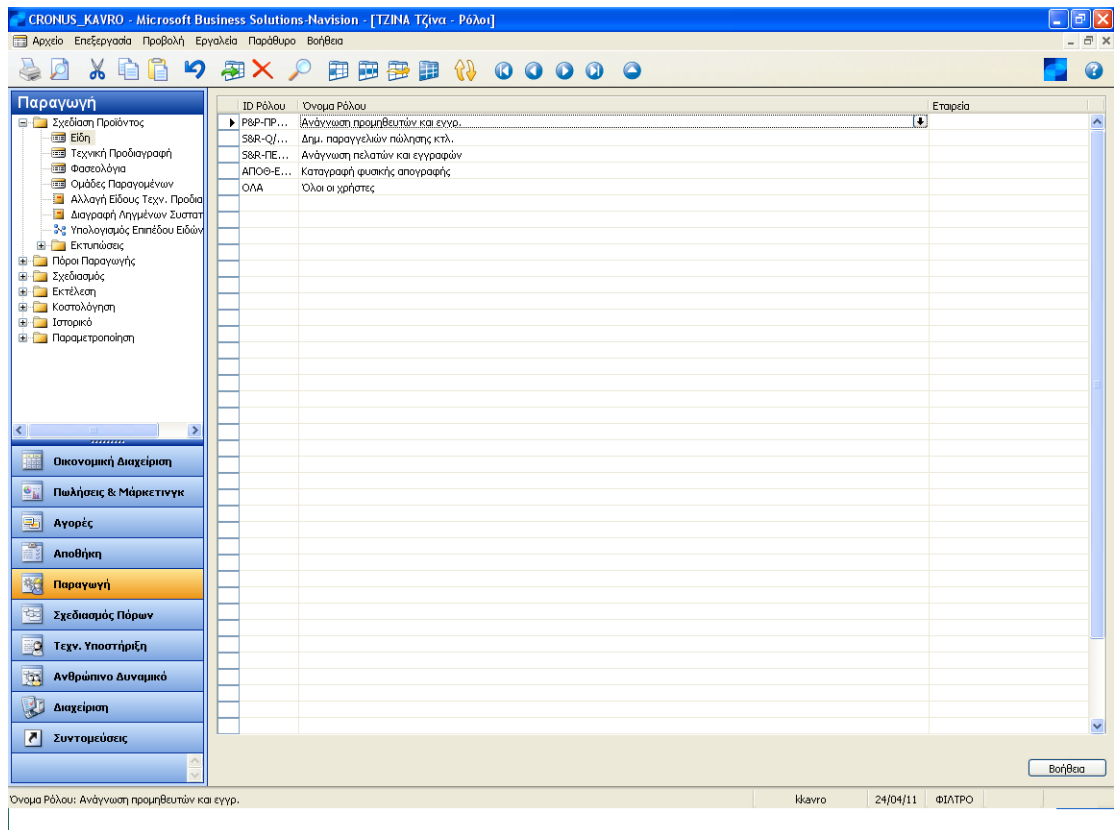 CRONUS_KAVRO - Microsoft Business Solutions-Navision - [TZINA Τζίνα - Ρόλοι]
Αρχείο Επεξεργασία Προβολή Εργαλεία Παράθυρο Βοήθεια
Παραγωγή
Σχεδίαση Προϊόντος
Είδη
Τεχνική Προδιαγραφή
Φασεολόγια
Ομάδες Παραγομένων
Αλλαγή Είδους Τεχν. Προδια
Διαγραφή Ληγμένων Συστατ
Υπολογισμός Επιπέδου Ειδών
Εκτυπώσεις
Πόροι Παραγωγής
Σχεδιασμός
Εκτέλεση
Κοστολόγηση
Ιστορικό
Παραμετροποίηση
Οικονομική Διαχείριση
Πωλήσεις & Μάρκετινγκ
Αγορές
Αποθήκη
Παραγωγή
Σχεδιασμός Πόρων
Τεχν. Υποστήριξη
Ανθρώπινο Δυναμικό
Διαχείριση
Συντομεύσεις
ID Ρόλου Όνομα Ρόλου Εταιρεία
P&P-ΠΡ... Ανάγνωση προμηθευτών και εγγρ.
S&R-Q/... Δημ. παραγγελιών πώλησης κτλ.
S&R-ΠΕ... Ανάγνωση πελατών και εγγραφών
ΑΠΟΘ-Ε... Καταγραφή φυσικής απογραφής
ΟΛΑ Όλοι οι χρήστες
Βοήθεια
Όνομα Ρόλου: Ανάγνωση προμηθευτών και εγγρ. kkavro 24/04/11 ΦΙΛΤΡΟ